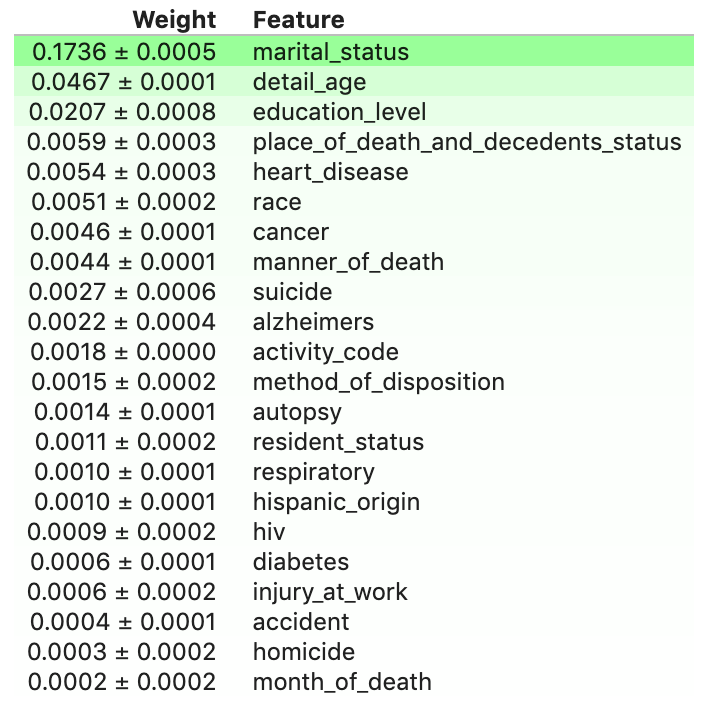 Weight Feature
0.1736 ± 0.0005 marital_status
0.0467 ± 0.0001 detail_age
0.0207 ± 0.0008 education_level
0.0059 ± 0.0003 place_of_death_and_decedents_status
0.0054 ± 0.0003 heart_disease
0.0051 ± 0.0002 race
0.0046 ± 0.0001 cancer
0.0044 ± 0.0001 manner_of_death
0.0027 ± 0.0006 suicide
0.0022 ± 0.0004 alzheimers
0.0018 ± 0.0000 activity_code
0.0015 ± 0.0002 method_of_disposition
0.0014 ± 0.0001 autopsy
0.0011 ± 0.0002 resident_status
0.0010 ± 0.0001 respiratory
0.0010 ± 0.0001 hispanic_origin
0.0009 ± 0.0002 hiv
0.0006 ± 0.0001 diabetes
0.0006 ± 0.0002 injury_at_work
0.0004 ± 0.0001 accident
0.0003 ± 0.0002 homicide
0.0002 ± 0.0002 month_of_death